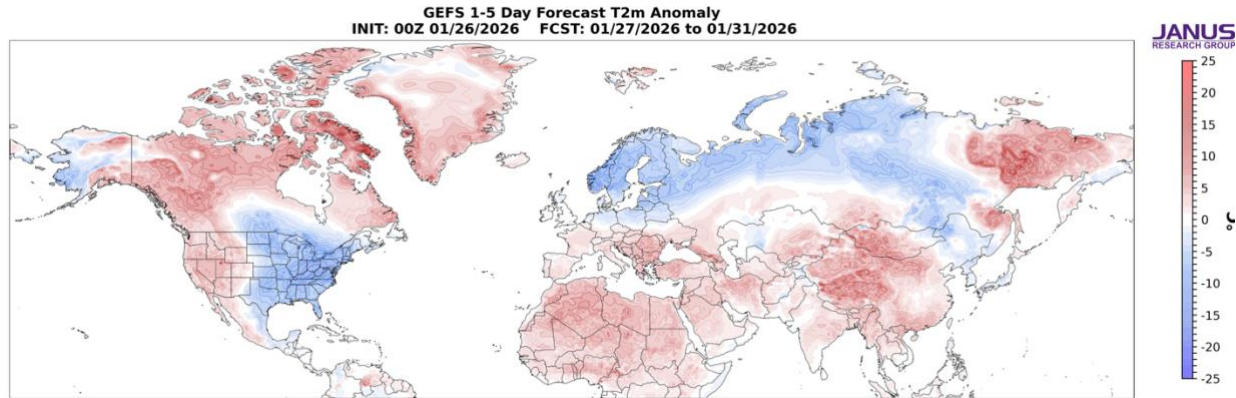 GEFS 1-5 Day Forecast T2m Anomaly
INIT: 00Z 01/26/2026 FCST: 01/27/2026 to 01/31/2026
JANUS
RESEARCH GROUP
25
20
15
10
5
0
-5
-10
-15
-20
-25
°C